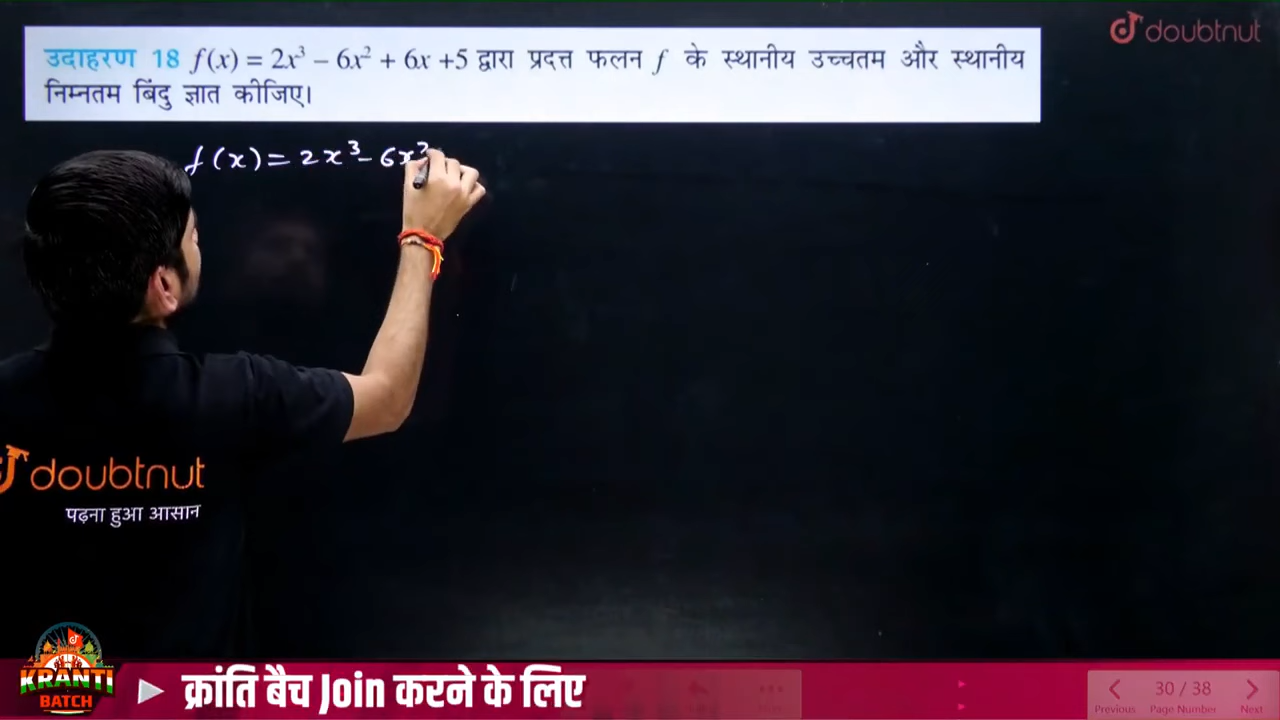 doubtnut
उदाहरण 18 f(x) = 2x³ – 6x² + 6x +5 द्वारा प्रदत्त फलन f के स्थानीय उच्चतम और स्थानीय
निम्नतम बिंदु ज्ञात कीजिए।
f(x) = 2x³ - 6x²
doubtnut
पढ़ना हुआ आसान
KRANTI
BATCH
क्रांति बैच Join करने के लिए
30 / 38
Previous Page Number Next